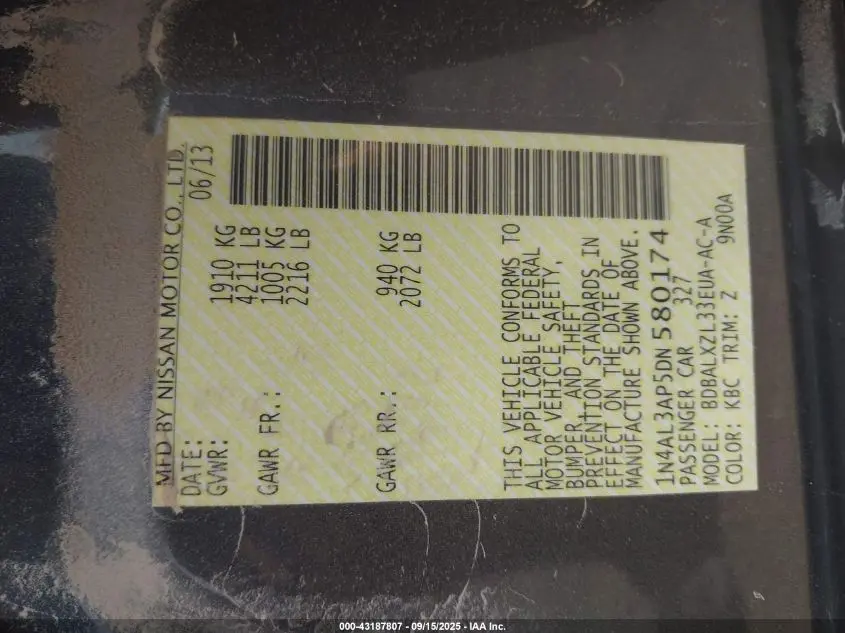 MFD BY NISSAN MOTOR CO., LTD.
DATE: 06/13
GVWR: 1910 KG
4211 LB
GAWR FR.: 1005 KG
2216 LB
GAWR RR.: 940 KG
2072 LB
THIS VEHICLE CONFORMS TO
ALL APPLICABLE FEDERAL
MOTOR VEHICLE SAFETY,
BUMPER, AND THEFT
PREVENTION STANDARDS IN
EFFECT ON THE DATE OF
MANUFACTURE SHOWN ABOVE.
1N4AL3AP5DN580174
PASSENGER CAR 327
MODEL: BDBALXZL33EUA-AC-A
COLOR: KBC TRIM: Z 9N00A
000-43187807 - 09/15/2025 - IAA Inc.